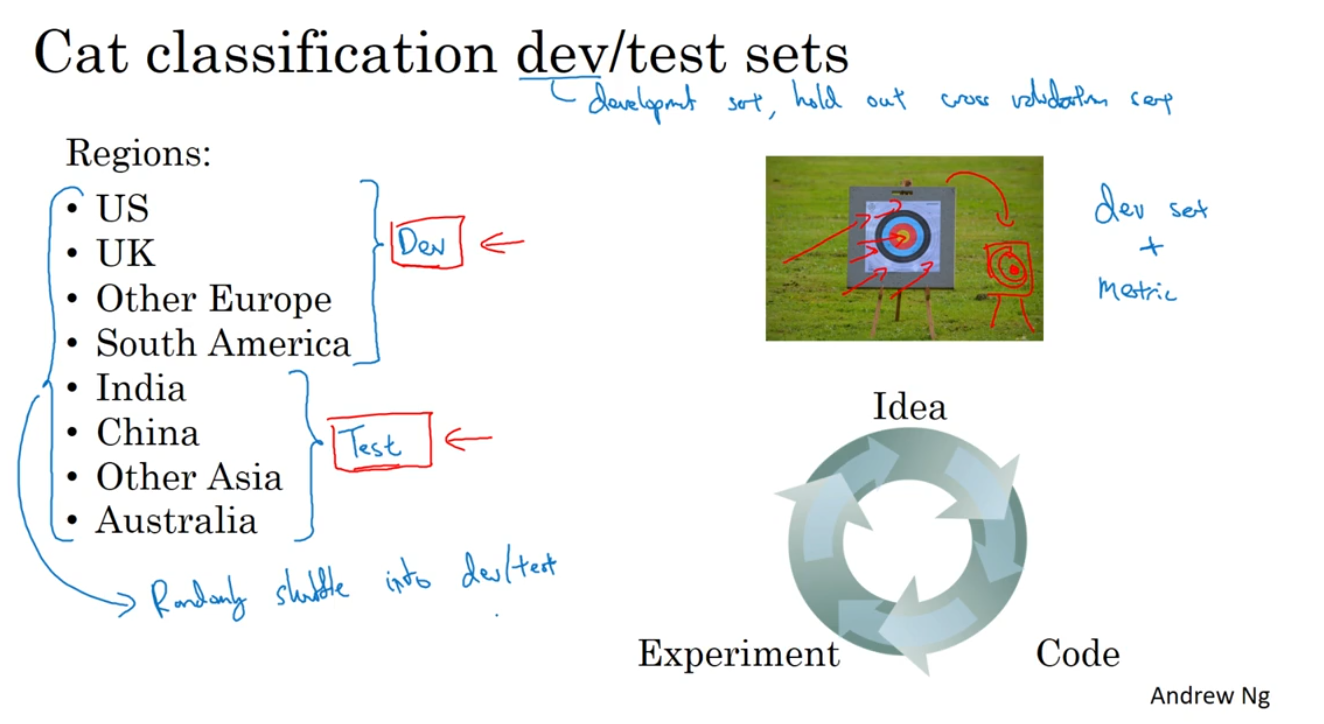 Cat classification dev/test sets
development set, hold out cross validation set
Regions:
• US
• UK
• Other Europe
• South America
• India
• China
• Other Asia
• Australia
Dev
Test
Randomly shuffle into dev/test
dev set
+
metric
Idea
Code
Experiment
Andrew Ng